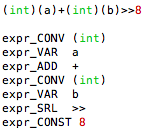 (int)(a)+(int)(b)>>8
expr_CONV (int)
expr_VAR a
expr_ADD +
expr_CONV (int)
expr_VAR b
expr_SRL >>
expr_CONST 8